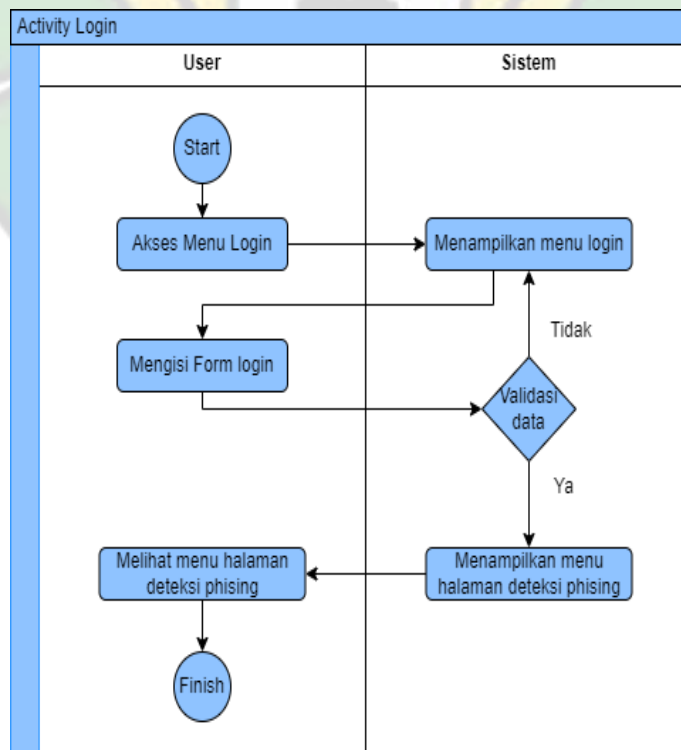 Activity Login
User
Sistem
Start
Akses Menu Login
Menampilkan menu login
Tidak
Mengisi Form login
Validasi
data
Ya
Melihat menu halaman
deteksi phising
Menampilkan menu
halaman deteksi phising
Finish